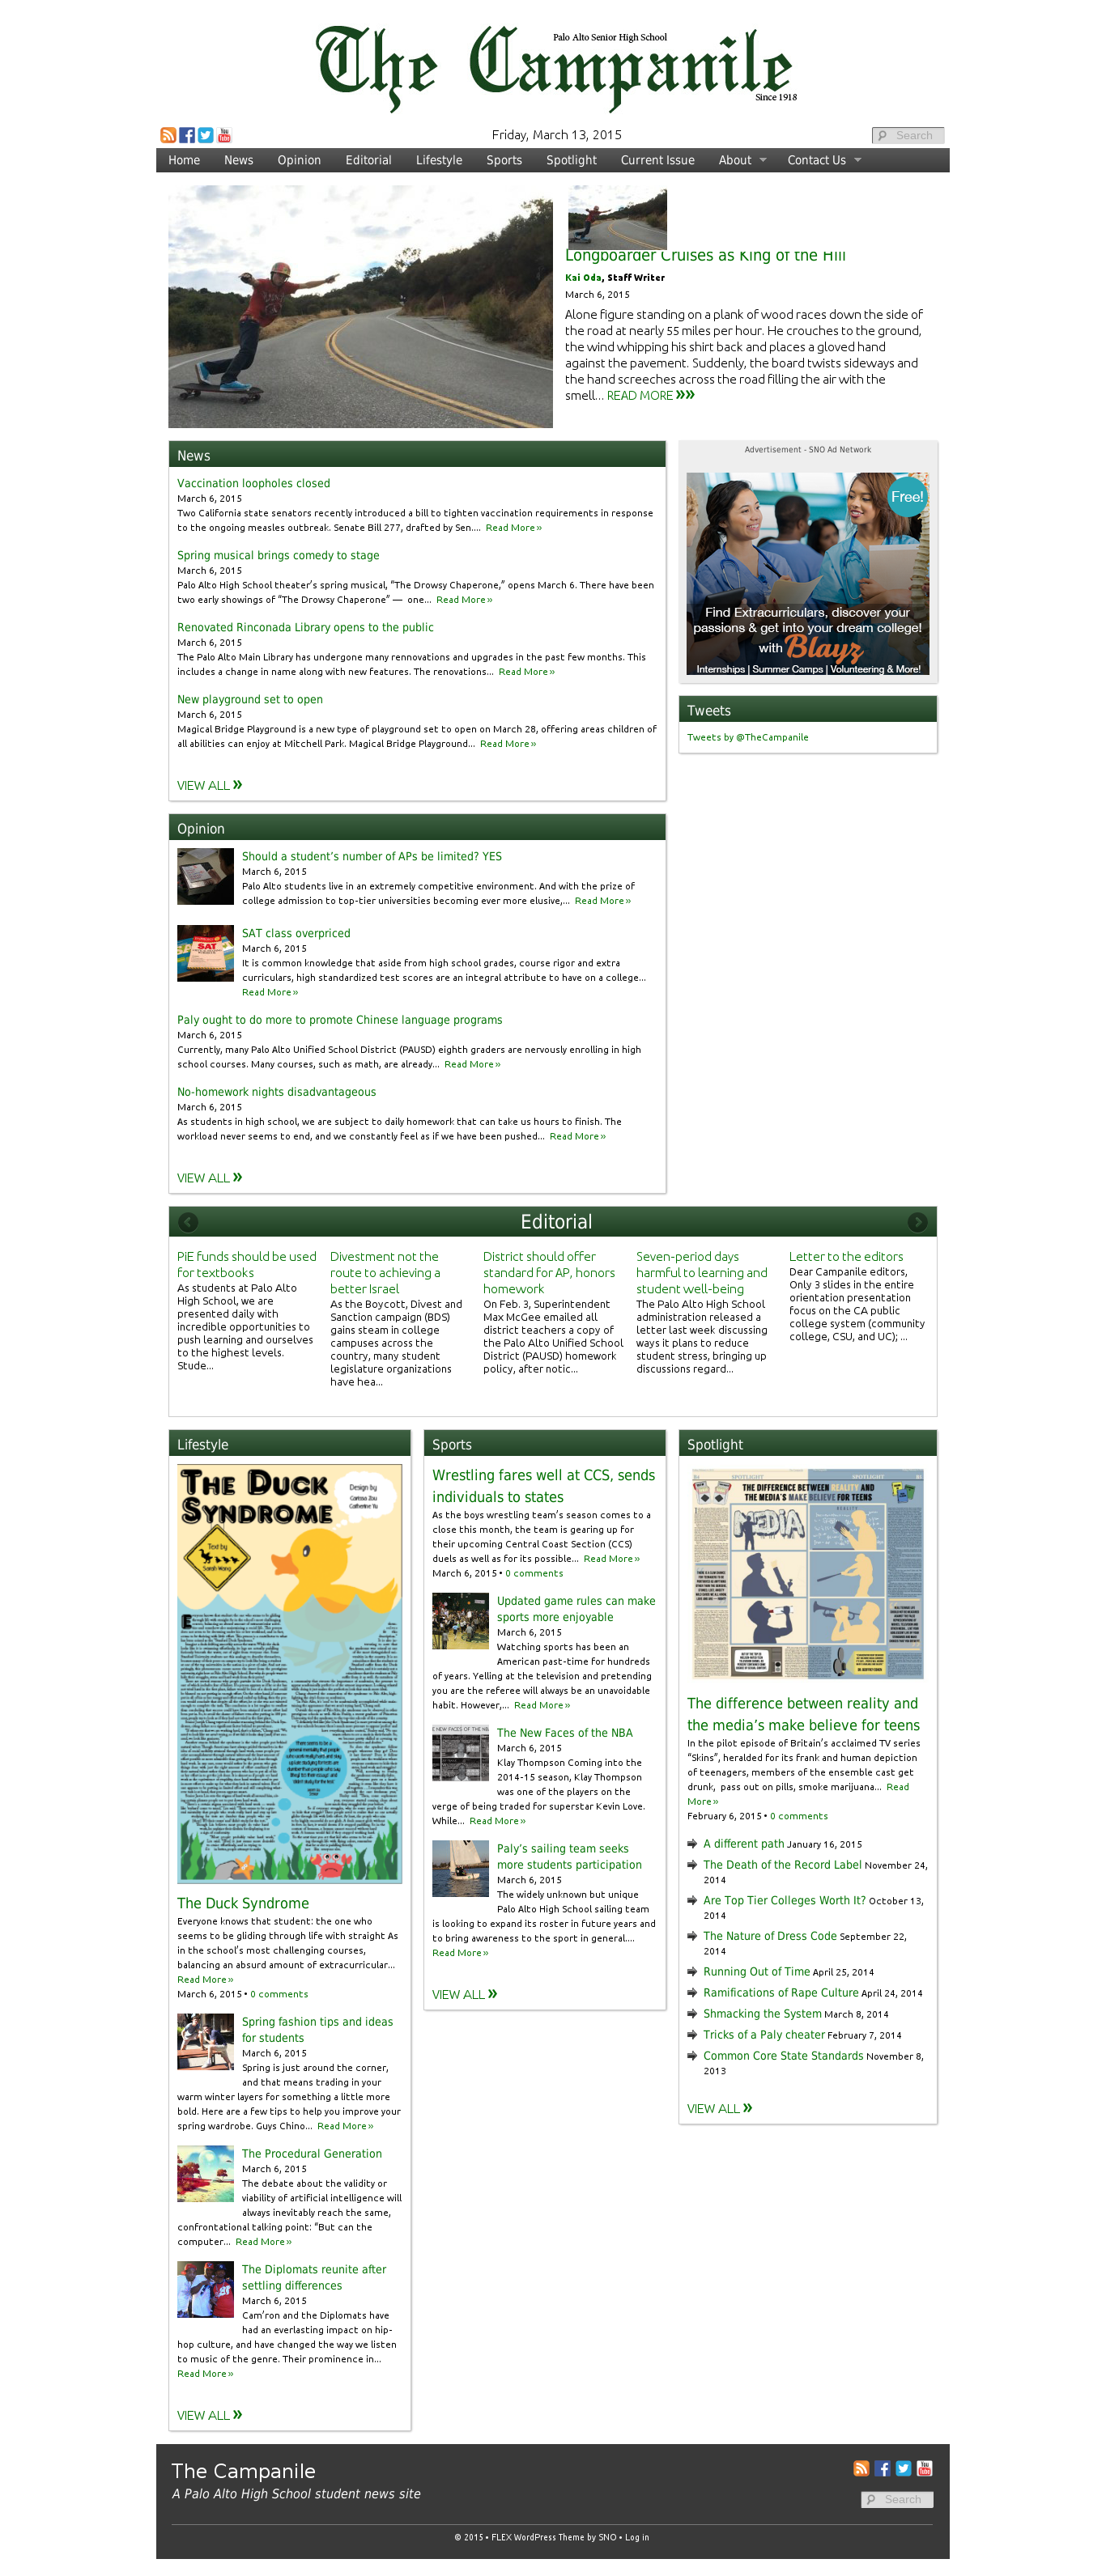 Palo Alto Senior High School
The Campanile
Since 1918
Friday, March 13, 2015
Search
Home News Opinion Editorial Lifestyle Sports Spotlight Current Issue About Contact Us
Longboarder Cruises as King of the Hill
Kai Oda, Staff Writer
March 6, 2015
Alone figure standing on a plank of wood races down the side of
the road at nearly 55 miles per hour. He crouches to the ground,
the wind whipping his shirt back and places a gloved hand
against the pavement. Suddenly, the board twists sideways and
the hand screeches across the road filling the air with the
smell... READ MORE »»
News
Vaccination loopholes closed
March 6, 2015
Two California state senators recently introduced a bill to tighten vaccination requirements in response
to the ongoing measles outbreak. Senate Bill 277, drafted by Sen.... Read More »
Spring musical brings comedy to stage
March 6, 2015
Palo Alto High School theater's spring musical, "The Drowsy Chaperone," opens March 6. There have been
two early showings of "The Drowsy Chaperone" — one... Read More »
Renovated Rinconada Library opens to the public
March 6, 2015
The Palo Alto Main Library has undergone many rennovations and upgrades in the past few months. This
includes a change in name along with new features. The renovations... Read More »
New playground set to open
March 6, 2015
Magical Bridge Playground is a new type of playground set to open on March 28, offering areas children of
all abilities can enjoy at Mitchell Park. Magical Bridge Playground... Read More »
VIEW ALL »
Advertisement - SNO Ad Network
Free!
Find Extracurriculars, discover your
passions & get into your dream college!
with Blayz
Internships | Summer Camps | Volunteering & More!
Tweets
Tweets by @TheCampanile
Opinion
Should a student's number of APs be limited? YES
March 6, 2015
Palo Alto students live in an extremely competitive environment. And with the prize of
college admission to top-tier universities becoming ever more elusive,... Read More »
SAT
SAT class overpriced
March 6, 2015
It is common knowledge that aside from high school grades, course rigor and extra
curriculars, high standardized test scores are an integral attribute to have on a college...
Read More »
Paly ought to do more to promote Chinese language programs
March 6, 2015
Currently, many Palo Alto Unified School District (PAUSD) eighth graders are nervously enrolling in high
school courses. Many courses, such as math, are already... Read More »
No-homework nights disadvantageous
March 6, 2015
As students in high school, we are subject to daily homework that can take us hours to finish. The
workload never seems to end, and we constantly feel as if we have been pushed... Read More »
VIEW ALL »
Editorial
PiE funds should be used
for textbooks
As students at Palo Alto
High School, we are
presented daily with
incredible opportunities to
push learning and ourselves
to the highest levels.
Stude...
Divestment not the
route to achieving a
better Israel
As the Boycott, Divest and
Sanction campaign (BDS)
gains steam in college
campuses across the
country, many student
legislature organizations
have hea...
District should offer
standard for AP, honors
homework
On Feb. 3, Superintendent
Max McGee emailed all
district teachers a copy of
the Palo Alto Unified School
District (PAUSD) homework
policy, after notic...
Seven-period days
harmful to learning and
student well-being
The Palo Alto High School
administration released a
letter last week discussing
ways it plans to reduce
student stress, bringing up
discussions regard...
Letter to the editors
Dear Campanile editors,
Only 3 slides in the entire
orientation presentation
focus on the CA public
college system (community
college, CSU, and UC); ...
Lifestyle
The Duck
Syndrome
Design by
Carissa Zou
Catherine Yu
Text by
Sarah Wang
The Duck Syndrome
Everyone knows that student: the one who
seems to be gliding through life with straight As
in the school's most challenging courses,
balancing an absurd amount of extracurricular...
Read More »
March 6, 2015 • 0 comments
Spring fashion tips and ideas
for students
March 6, 2015
Spring is just around the corner,
and that means trading in your
warm winter layers for something a little more
bold. Here are a few tips to help you improve your
spring wardrobe. Guys Chino... Read More »
The Procedural Generation
March 6, 2015
The debate about the validity or
viability of artificial intelligence will
always inevitably reach the same,
confrontational talking point: "But can the
computer... Read More »
The Diplomats reunite after
settling differences
March 6, 2015
Cam'ron and the Diplomats have
had an everlasting impact on hip-
hop culture, and have changed the way we listen
to music of the genre. Their prominence in...
Read More »
VIEW ALL »
Sports
Wrestling fares well at CCS, sends
individuals to states
As the boys wrestling team's season comes to a
close this month, the team is gearing up for
their upcoming Central Coast Section (CCS)
duels as well as for its possible... Read More »
March 6, 2015 • 0 comments
Updated game rules can make
sports more enjoyable
March 6, 2015
Watching sports has been an
American past-time for hundreds
of years. Yelling at the television and pretending
you are the referee will always be an unavoidable
habit. However,... Read More »
E NEW FACES OF THE NBA
The New Faces of the NBA
March 6, 2015
Klay Thompson Coming into the
2014-15 season, Klay Thompson
was one of the players on the
verge of being traded for superstar Kevin Love.
While... Read More »
Paly's sailing team seeks
more students participation
March 6, 2015
The widely unknown but unique
Palo Alto High School sailing team
is looking to expand its roster in future years and
to bring awareness to the sport in general....
Read More »
VIEW ALL »
Spotlight
SPOTLIGHT SPOTLIGHT
THE DIFFERENCE BETWEEN REALITY AND
THE MEDIA'S MAKE BELIEVE FOR TEENS
MEDIA
REALITY
The difference between reality and
the media's make believe for teens
In the pilot episode of Britain's acclaimed TV series
"Skins", heralded for its frank and human depiction
of teenagers, members of the ensemble cast get
drunk, pass out on pills, smoke marijuana... Read
More »
February 6, 2015 • 0 comments
A different path January 16, 2015
The Death of the Record Label November 24,
2014
Are Top Tier Colleges Worth It? October 13,
2014
The Nature of Dress Code September 22,
2014
Running Out of Time April 25, 2014
Ramifications of Rape Culture April 24, 2014
Shmacking the System March 8, 2014
Tricks of a Paly cheater February 7, 2014
Common Core State Standards November 8,
2013
VIEW ALL »
The Campanile
A Palo Alto High School student news site
Search
© 2015 • FLEX WordPress Theme by SNO • Log in